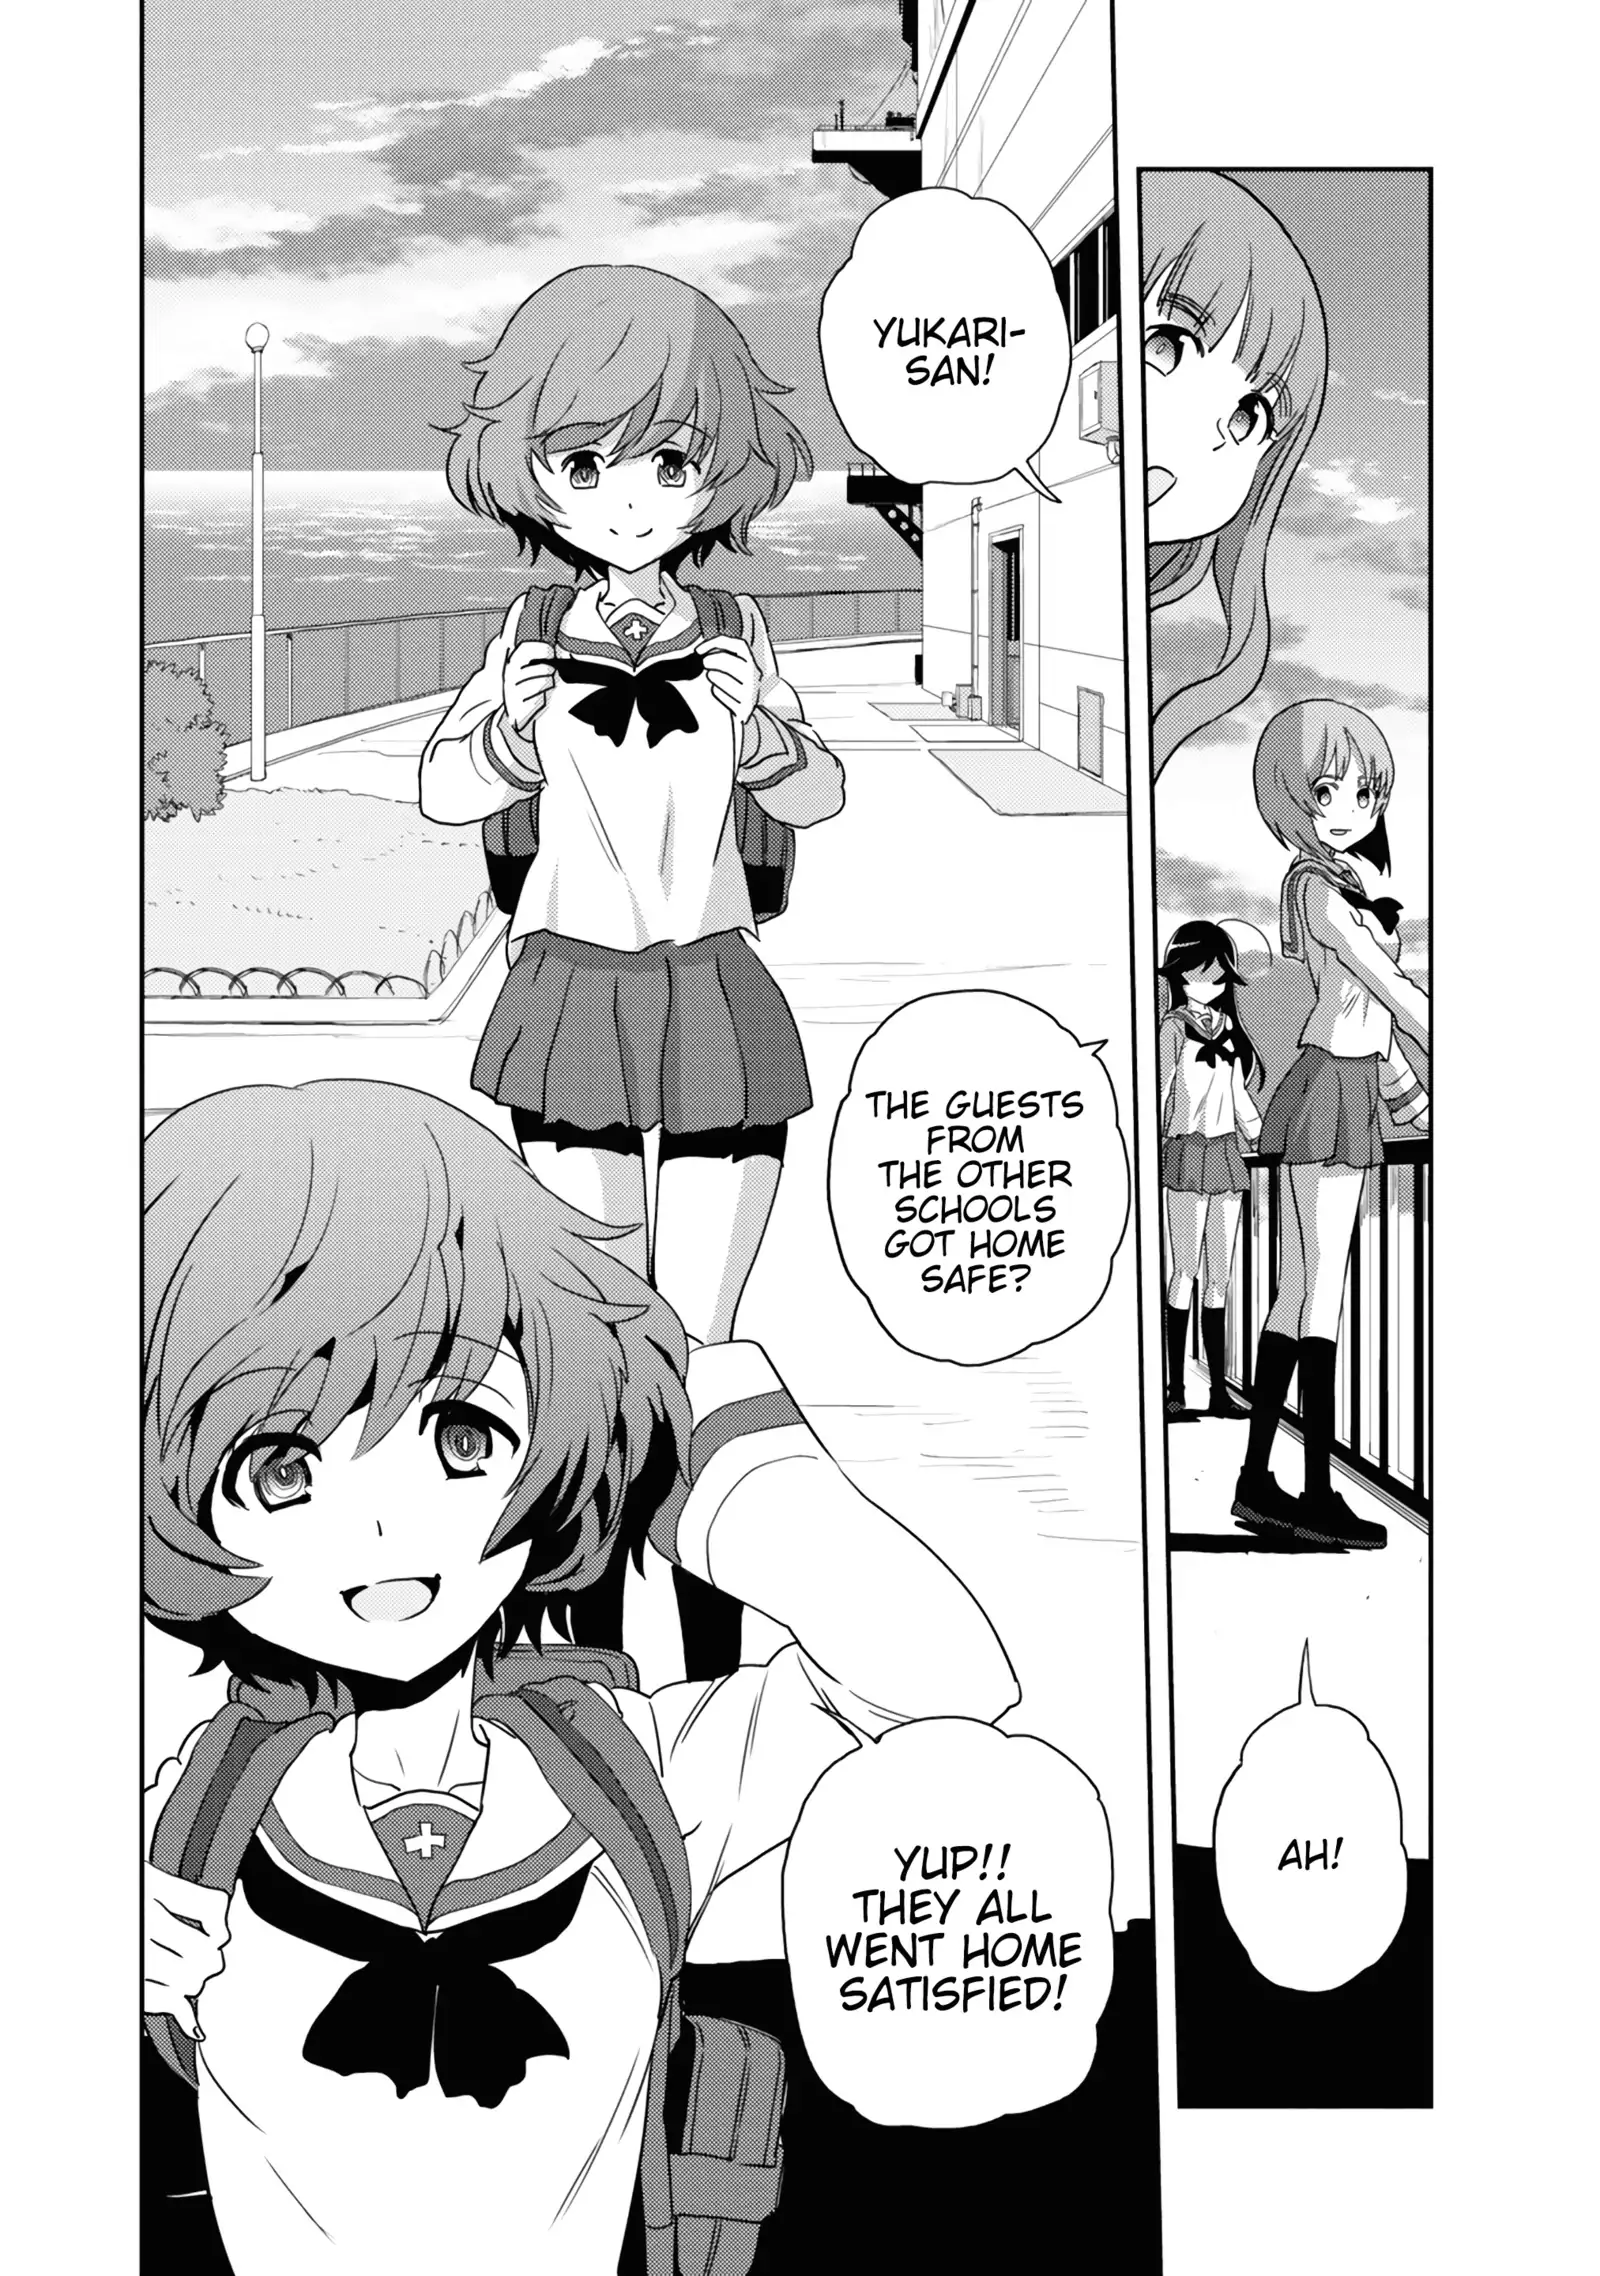 AH!
YUKARI-
SAN!
THE GUESTS
FROM
THE OTHER
SCHOOLS
GOT HOME
SAFE?
YUP!!
THEY ALL
WENT HOME
SATISFIED!